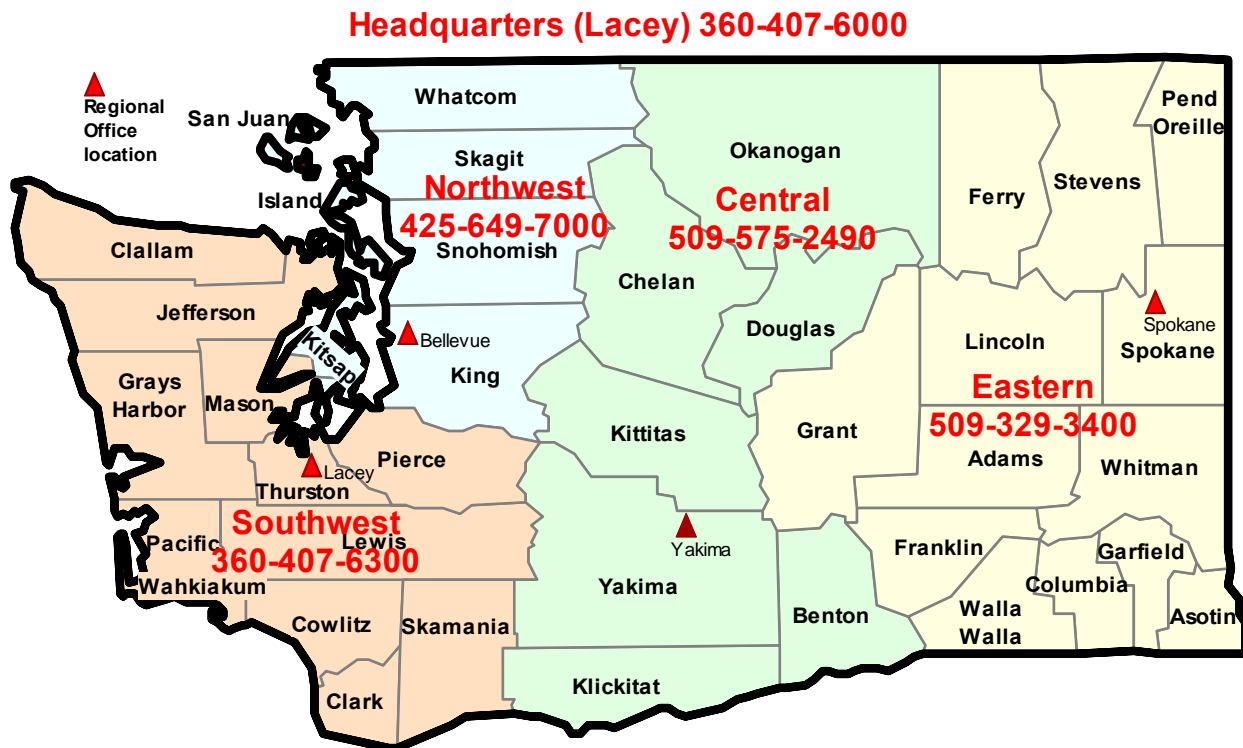 Headquarters (Lacey) 360-407-6000
Regional
Office
location
San Juan
Island
Whatcom
Skagit
Northwest
425-649-7000
Snohomish
Bellevue
King
Kitsap
Okanogan
Central
509-575-2490
Chelan
Douglas
Kittitas
Yakima
Yakima
Benton
Klickitat
Pend
Oreille
Ferry
Stevens
Spokane
Spokane
Lincoln
Eastern
509-329-3400
Grant
Adams
Whitman
Franklin
Garfield
Columbia
Walla
Walla
Asotin
Clallam
Jefferson
Grays
Harbor
Mason
Pierce
Lacey
Thurston
Southwest
Lewis
360-407-6300
Pacific
Wahkiakum
Cowlitz
Skamania
Clark